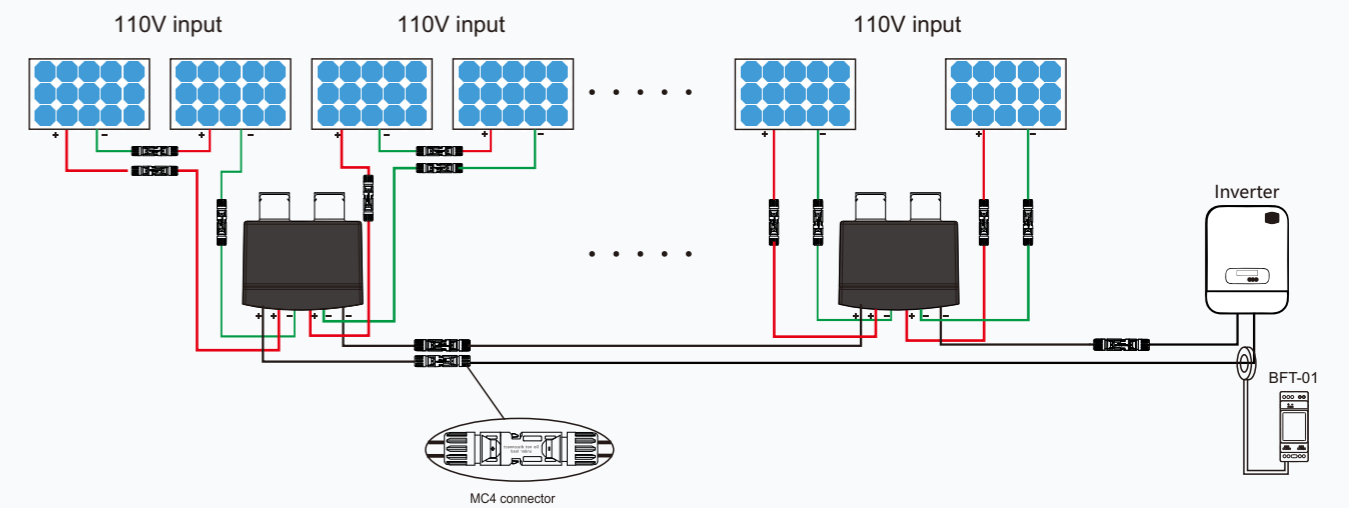 110V input 110V input 110V input
+ − + − + − + − + − + −
Inverter
+ + − + − − + + − + − −
BFT-01
MC4 connector